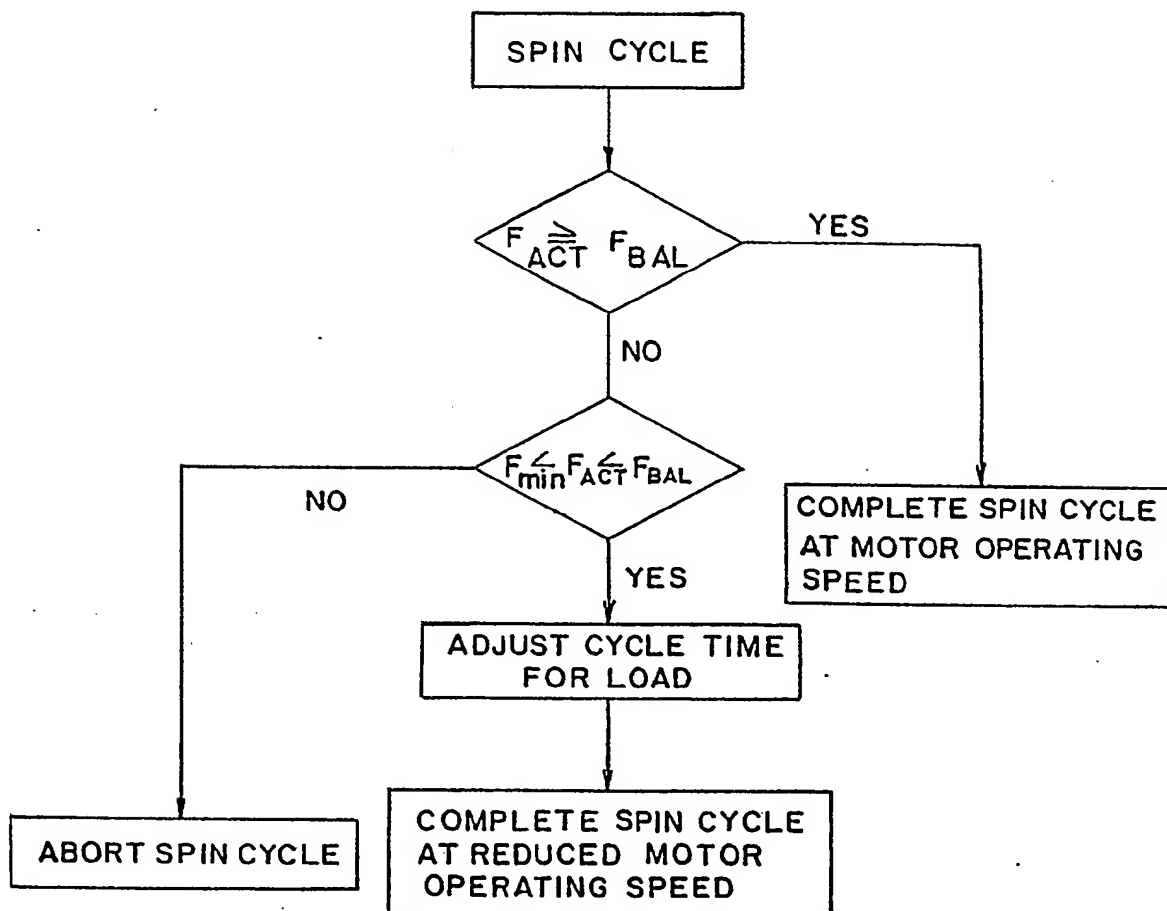 SPIN CYCLE
F ACT ≧ F BAL
YES
NO
F min < F ACT ≤ F BAL
NO
YES
COMPLETE SPIN CYCLE
AT MOTOR OPERATING
SPEED
ADJUST CYCLE TIME
FOR LOAD
ABORT SPIN CYCLE
COMPLETE SPIN CYCLE
AT REDUCED MOTOR
OPERATING SPEED